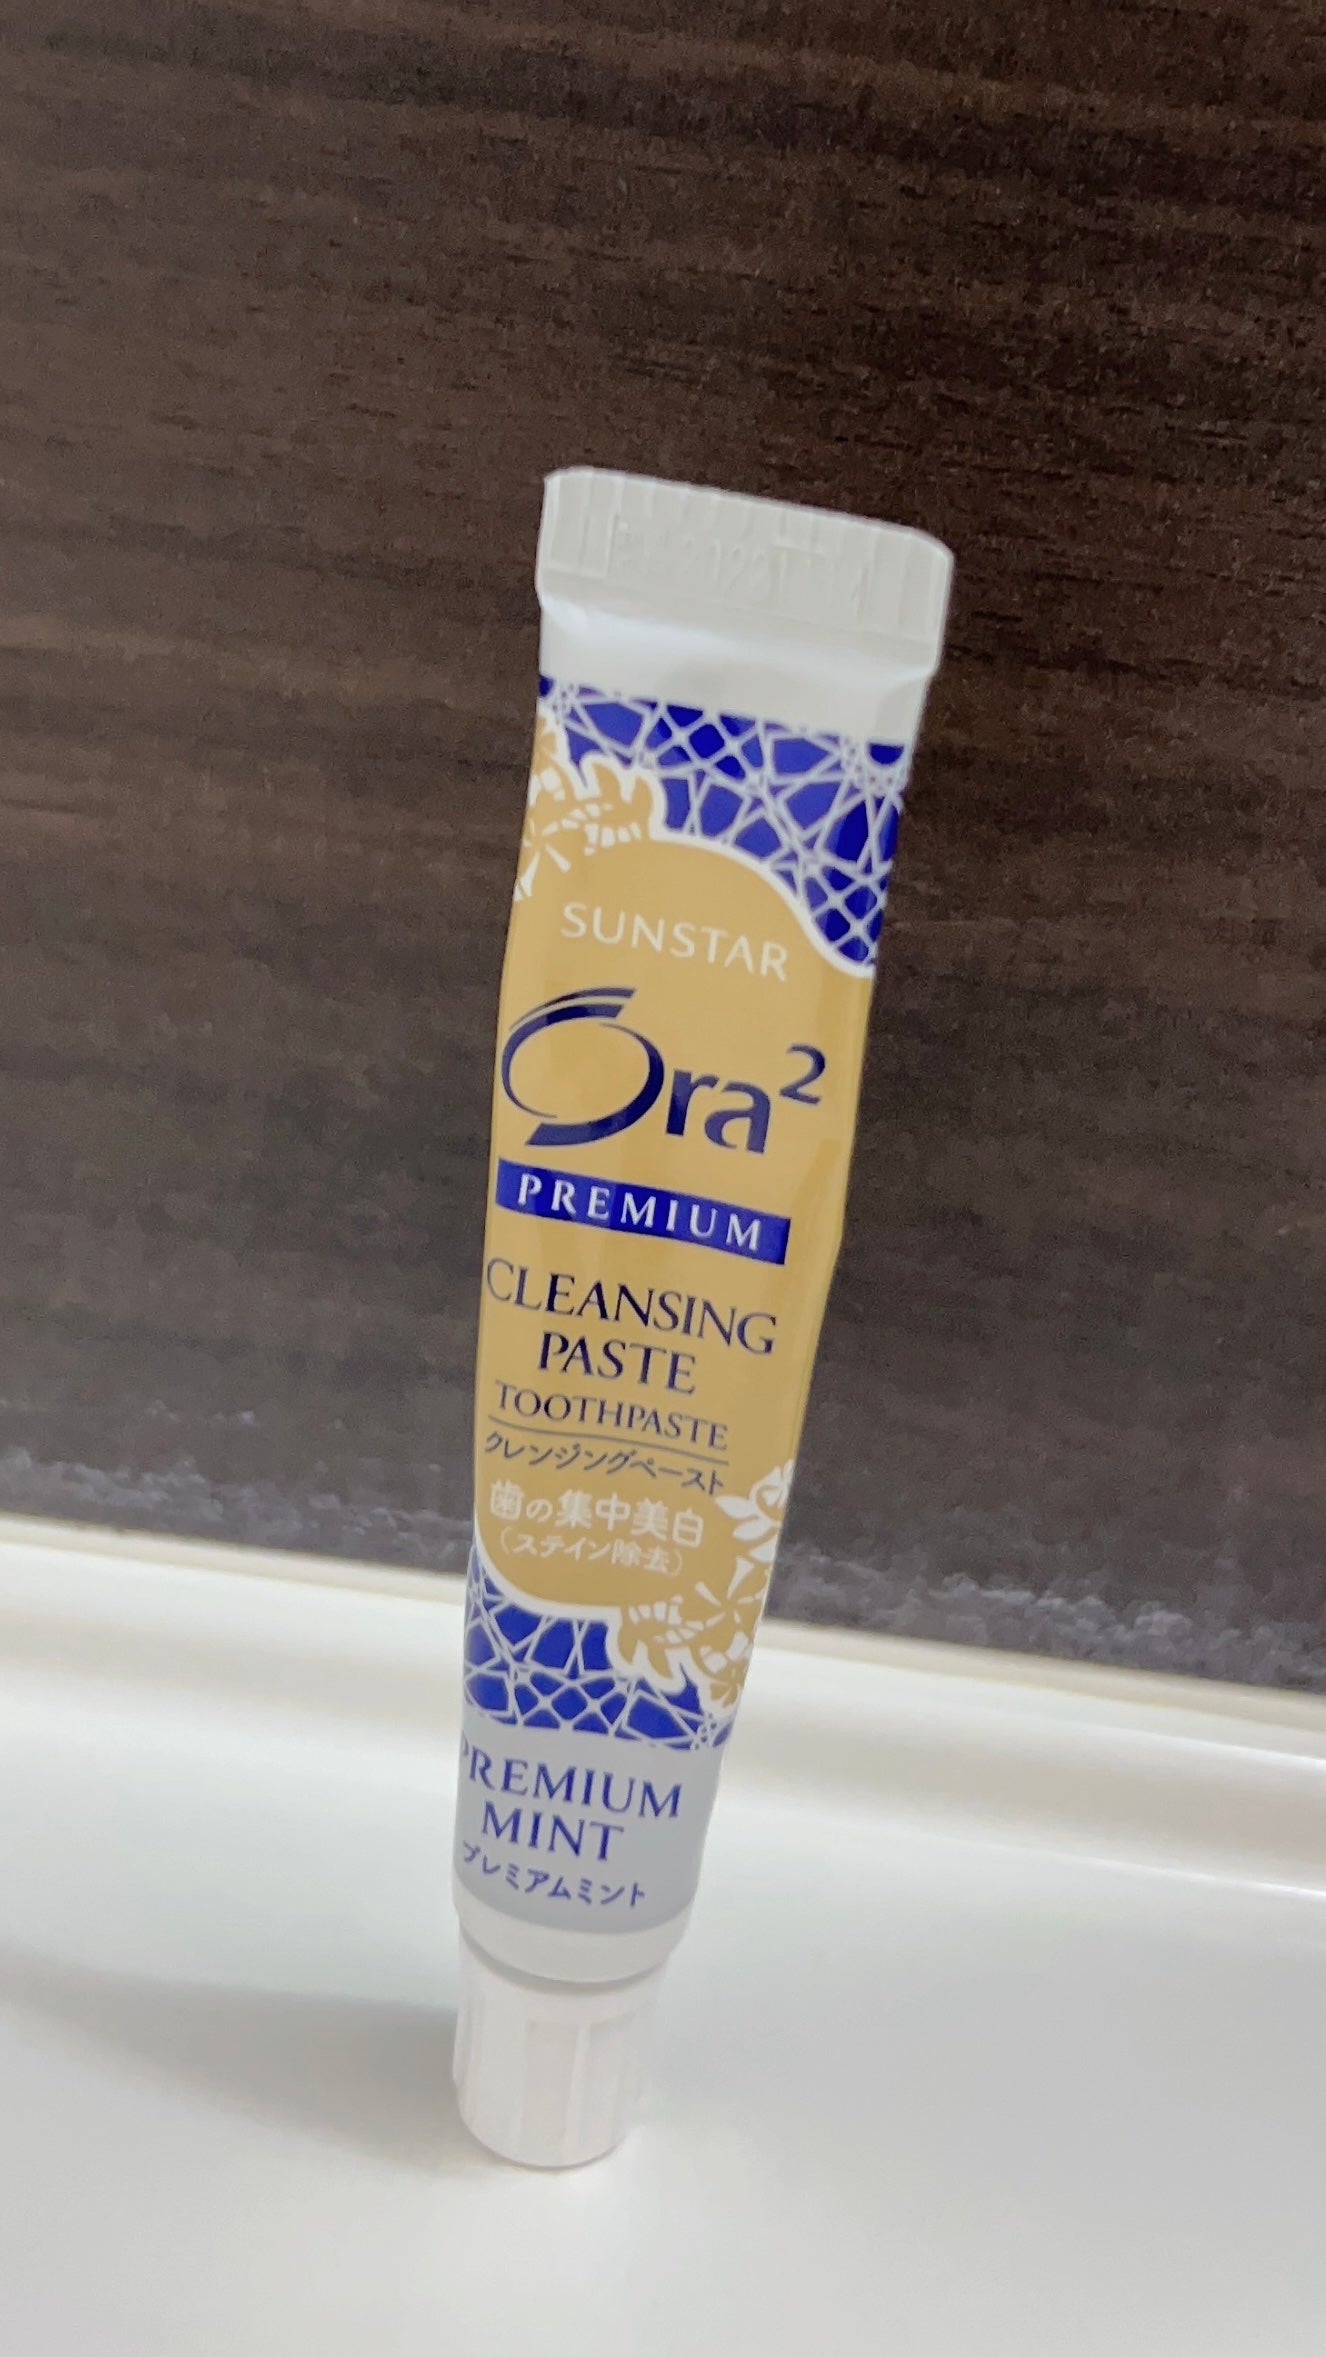 SUNSTAR
Ora²
PREMIUM
CLEANSING
PASTE
TOOTHPASTE
クレンジングペースト
歯の集中美白
(ステイン除去)
PREMIUM
MINT
プレミアムミント